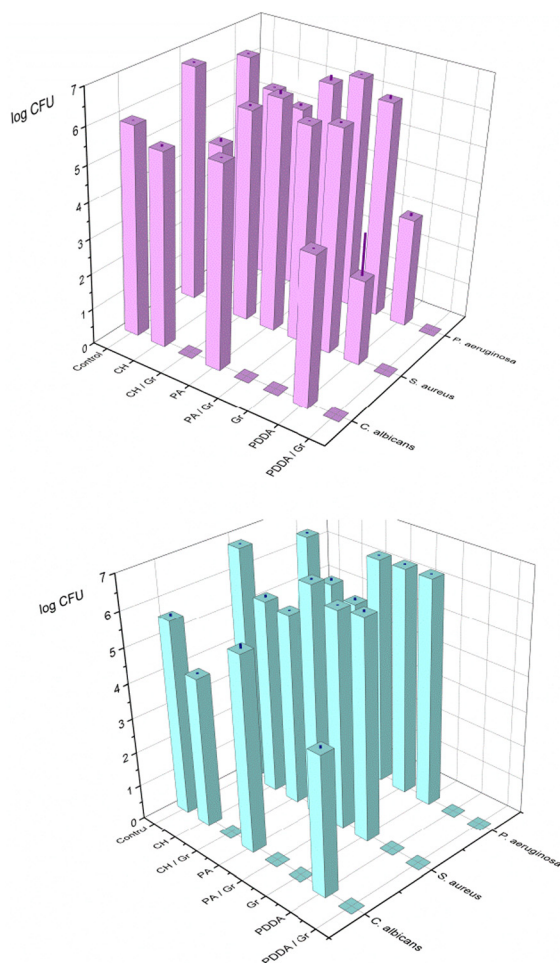 7
log CFU
6
5
4
3
2
1
0
Control
CH
CH / Gr
PA
PA / Gr
Gr
PDDA
PDDA / Gr
P. aeruginosa
S. aureus
C. albicans
7
log CFU
6
5
4
3
2
1
0
Contru
CH
CH / Gr
PA
PA / Gr
Gr
PDDA
PDDA / Gr
P. aeruginosa
S. aureus
C. albicans